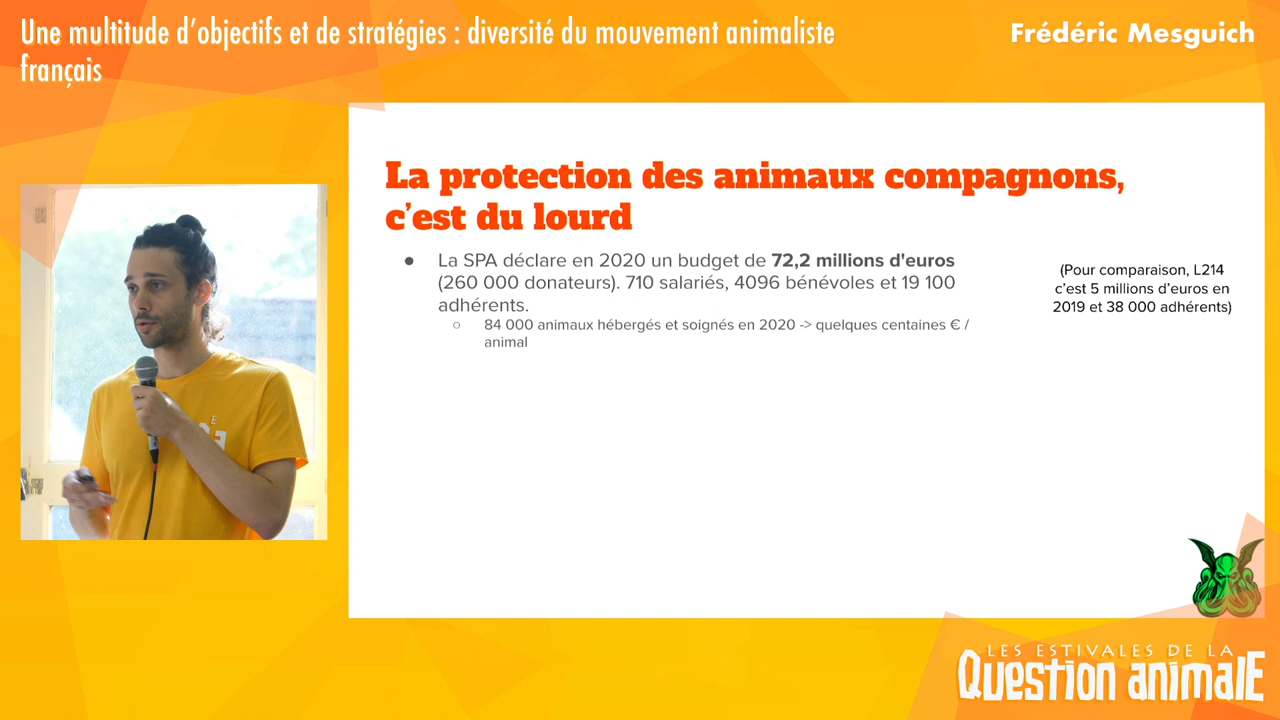 Une multitude d'objectifs et de stratégies : diversité du mouvement animaliste
français
Frédéric Mesguich
La protection des animaux compagnons,
c'est du lourd
● La SPA déclare en 2020 un budget de 72,2 millions d'euros
(260 000 donateurs). 710 salariés, 4096 bénévoles et 19 100
adhérents.
○ 84 000 animaux hébergés et soignés en 2020 -> quelques centaines € /
animal
(Pour comparaison, L214
c'est 5 millions d'euros en
2019 et 38 000 adhérents)
LES ESTIVALES DE LA
QUESTION ANIMALE